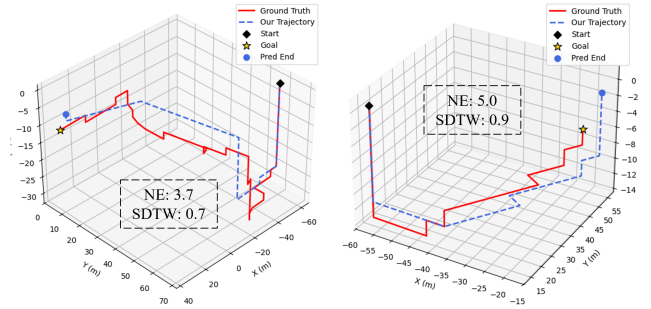 Ground Truth
Our Trajectory
Start
Goal
Pred End
0
−5
−10
−15
−20
−25
−30
0
10
20
30
40
50
60
70
Y (m)
40
20
0
−20
−40
−60
X (m)
NE: 3.7
SDTW: 0.7
Ground Truth
Our Trajectory
Start
Goal
Pred End
0
−2
−4
−6
−8
−10
−12
−14
−60
−55
−50
−45
−40
−35
−30
−25
−20
−15
X (m)
15
20
25
30
35
40
45
50
55
Y (m)
NE: 5.0
SDTW: 0.9